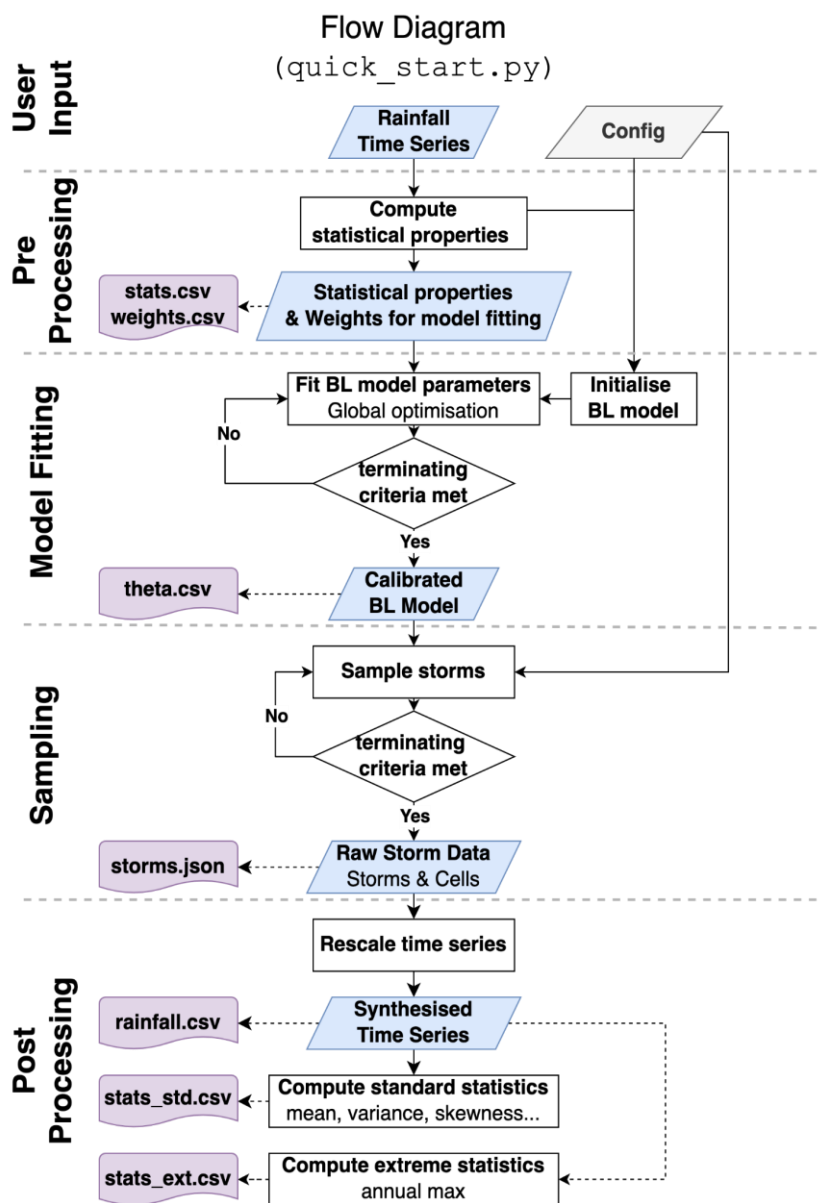 Flow Diagram
(quick_start.py)
User
Input
Rainfall
Time Series
Config
Pre
Processing
Compute
statistical properties
stats.csv
weights.csv
Statistical properties
& Weights for model fitting
Model Fitting
Fit BL model parameters
Global optimisation
Initialise
BL model
No
terminating
criteria met
Yes
theta.csv
Calibrated
BL Model
Sampling
Sample storms
No
terminating
criteria met
Yes
storms.json
Raw Storm Data
Storms & Cells
Post
Processing
Rescale time series
rainfall.csv
Synthesised
Time Series
stats_std.csv
Compute standard statistics
mean, variance, skewness...
stats_ext.csv
Compute extreme statistics
annual max